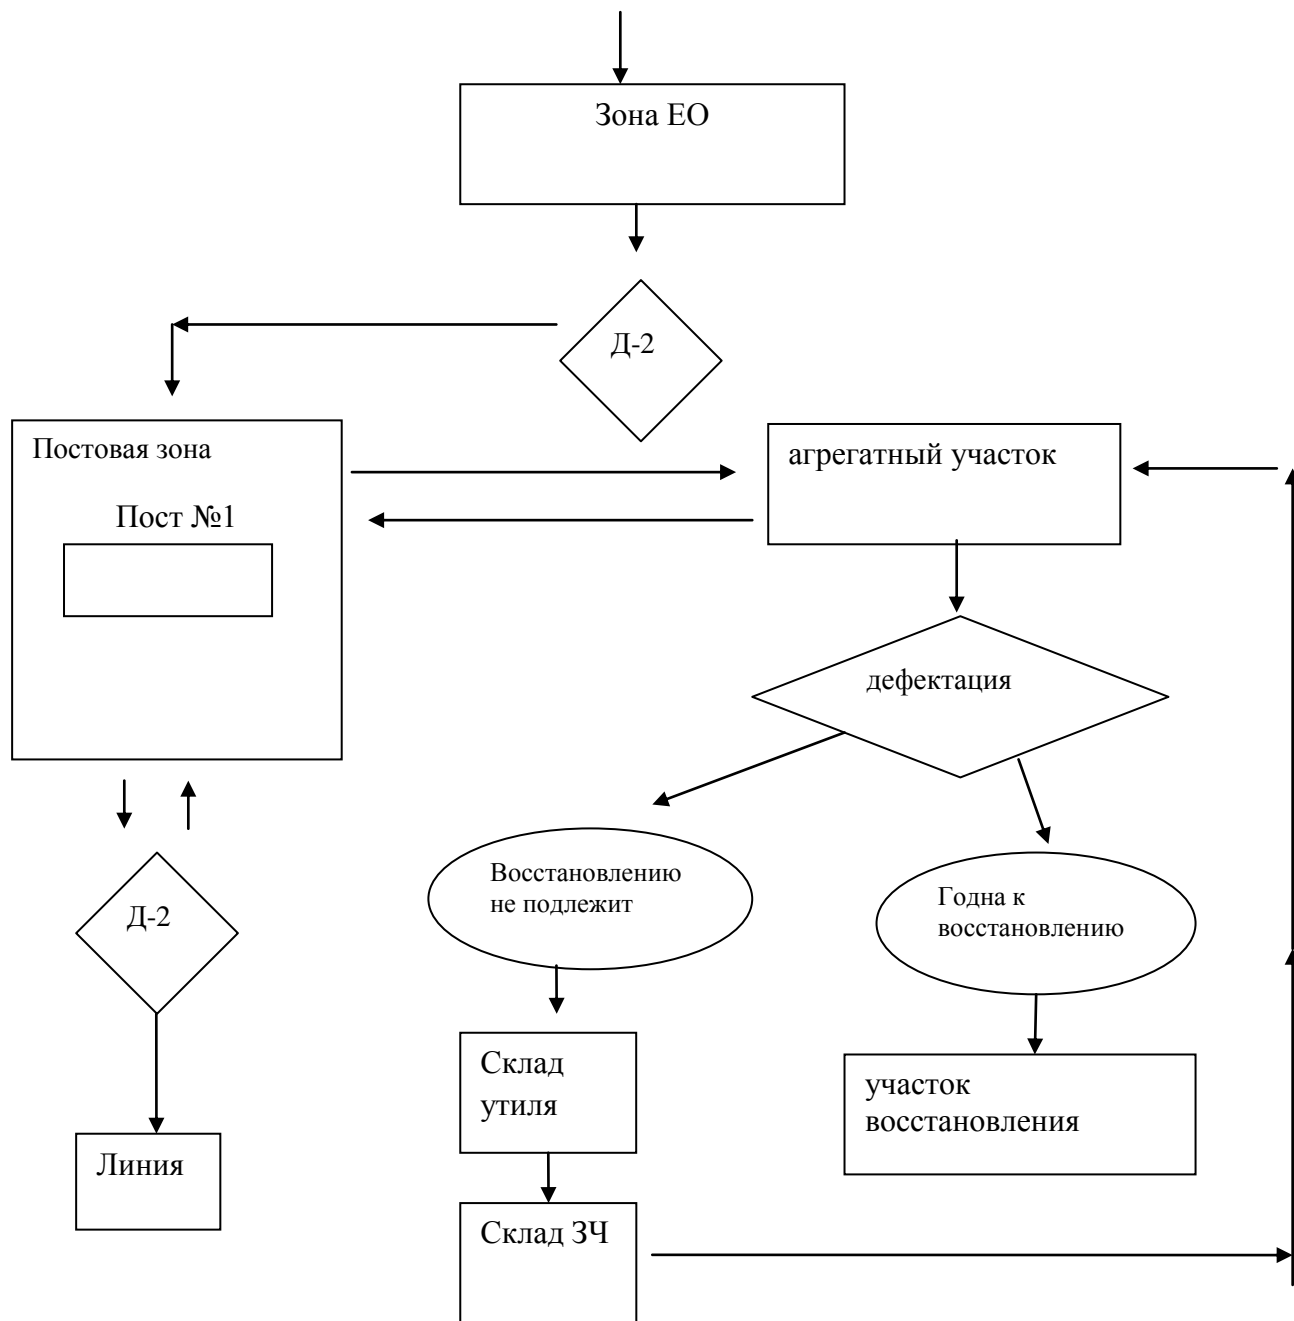 Зона ЕО
Д-2
Постовая зона
агрегатный участок
Пост №1
дефектация
Восстановлению
не подлежит
Годна к
восстановлению
Д-2
Склад
утиля
участок
восстановления
Линия
Склад ЗЧ